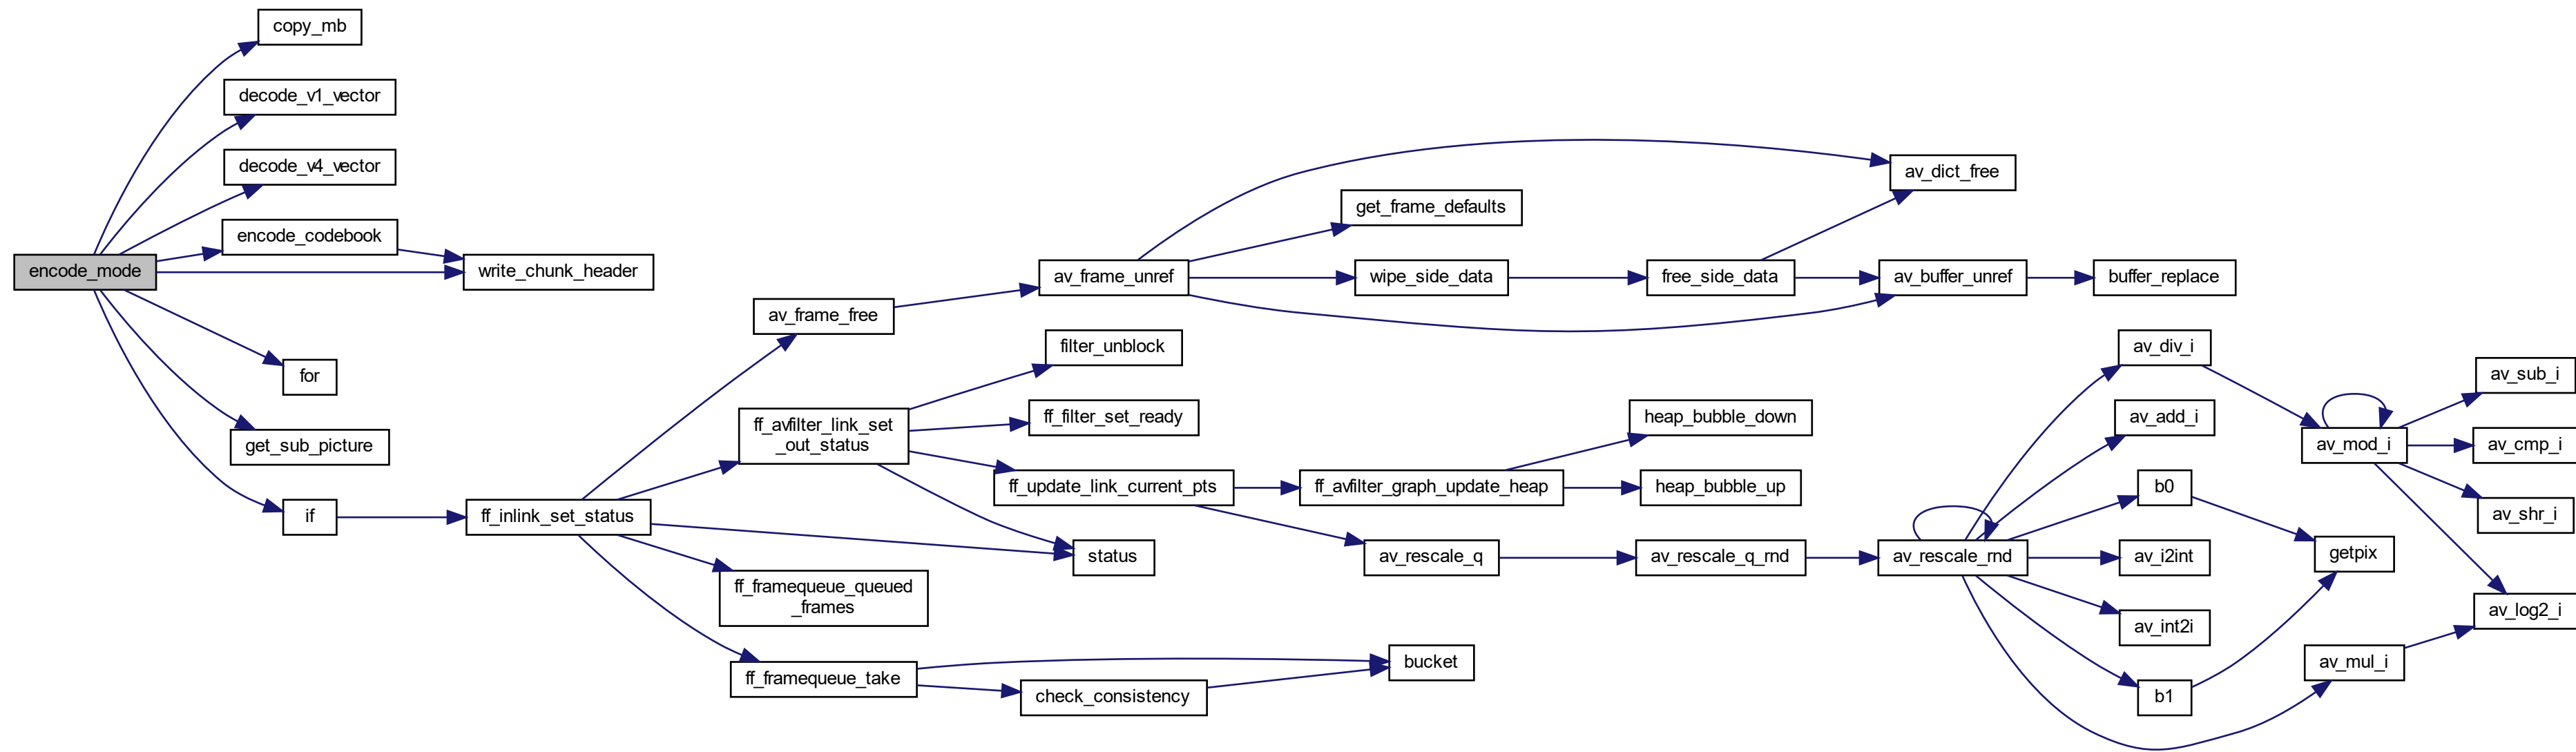 copy_mb
decode_v1_vector
decode_v4_vector
encode_codebook
encode_mode
write_chunk_header
for
get_sub_picture
if
ff_inlink_set_status
av_frame_free
ff_avfilter_link_set
_out_status
ff_framequeue_queued
_frames
ff_framequeue_take
av_frame_unref
filter_unblock
ff_filter_set_ready
ff_update_link_current_pts
status
check_consistency
get_frame_defaults
wipe_side_data
ff_avfilter_graph_update_heap
av_rescale_q
bucket
free_side_data
heap_bubble_down
heap_bubble_up
av_rescale_q_rnd
av_dict_free
av_buffer_unref
av_rescale_rnd
buffer_replace
av_div_i
av_add_i
b0
av_i2int
av_int2i
b1
av_mod_i
getpix
av_mul_i
av_sub_i
av_cmp_i
av_shr_i
av_log2_i